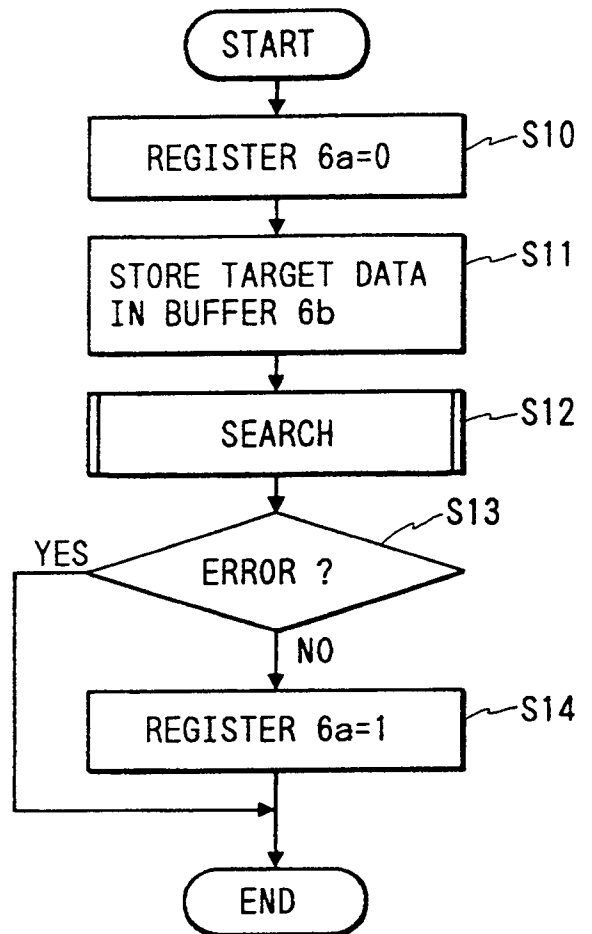 START
REGISTER 6a=0
S10
STORE TARGET DATA
IN BUFFER 6b
S11
SEARCH
S12
S13
YES
ERROR ?
NO
REGISTER 6a=1
S14
END